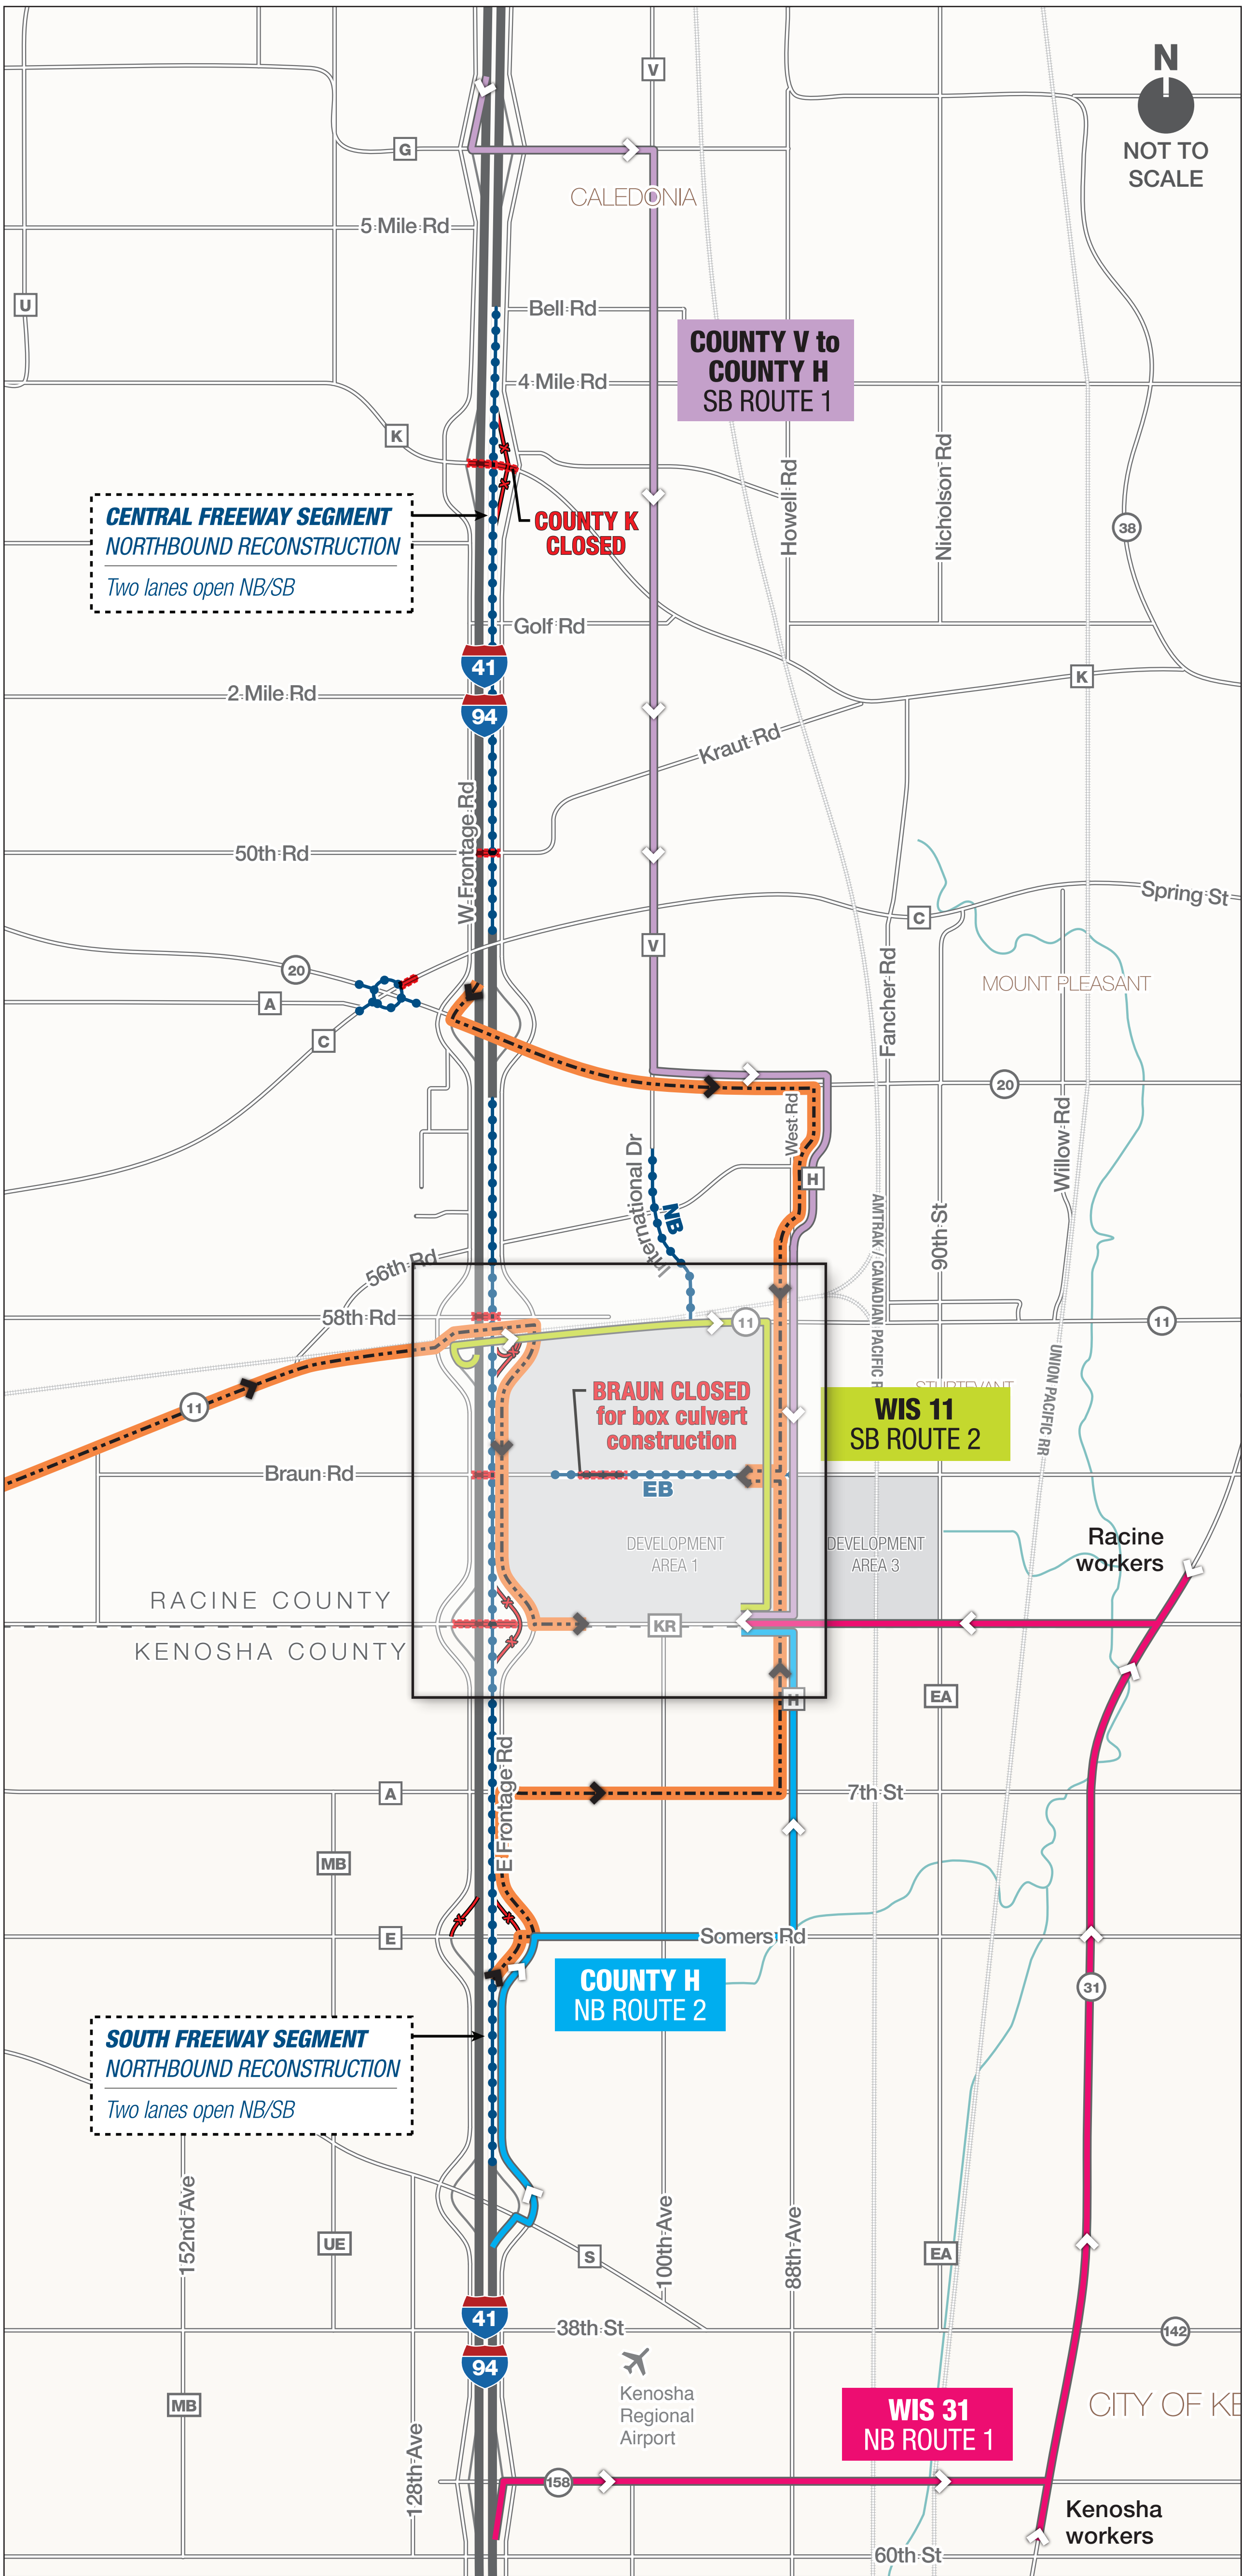 N
NOT TO
SCALE
V
G
CALEDONIA
5 Mile Rd
U
Bell Rd
COUNTY V to
COUNTY H
SB ROUTE 1
4 Mile Rd
K
Howell Rd
Nicholson Rd
CENTRAL FREEWAY SEGMENT
NORTHBOUND RECONSTRUCTION
Two lanes open NB/SB
COUNTY K
CLOSED
38
Golf Rd
41
K
2 Mile Rd
94
Kraut Rd
W Frontage Rd
50th Rd
Spring St
C
V
20
MOUNT PLEASANT
A
Fancher Rd
C
20
West Rd
Willow Rd
International Dr
H
NB
AMTRAK / CANADIAN PACIFIC R
90th St
56th Rd
58th Rd
11
11
UNION PACIFIC RR
STURTEVANT
BRAUN CLOSED
for box culvert
construction
WIS 11
SB ROUTE 2
11
Braun Rd
EB
DEVELOPMENT
AREA 1
DEVELOPMENT
AREA 3
Racine
workers
RACINE COUNTY
KR
KENOSHA COUNTY
H
EA
E Frontage Rd
A
7th St
MB
E
Somers Rd
COUNTY H
NB ROUTE 2
31
SOUTH FREEWAY SEGMENT
NORTHBOUND RECONSTRUCTION
Two lanes open NB/SB
152nd Ave
UE
S
100th Ave
88th Ave
EA
41
38th St
142
94
Kenosha
Regional
Airport
MB
WIS 31
NB ROUTE 1
CITY OF KE
128th Ave
158
Kenosha
workers
60th St